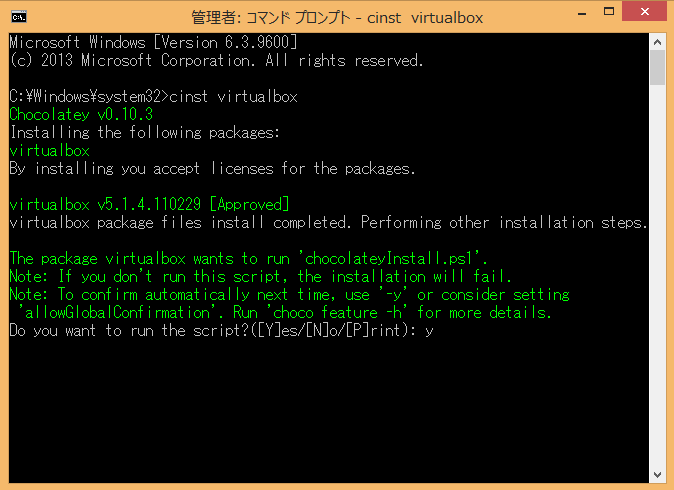 管理者: コマンド プロンプト - cinst virtualbox
Microsoft Windows [Version 6.3.9600]
(c) 2013 Microsoft Corporation. All rights reserved.
C:¥Windows¥system32>cinst virtualbox
Chocolatey v0.10.3
Installing the following packages:
virtualbox
By installing you accept licenses for the packages.
virtualbox v5.1.4.110229 [Approved]
virtualbox package files install completed. Performing other installation steps.
The package virtualbox wants to run 'chocolateyInstall.ps1'.
Note: If you don't run this script, the installation will fail.
Note: To confirm automatically next time, use '-y' or consider setting
'allowGlobalConfirmation'. Run 'choco feature -h' for more details.
Do you want to run the script?([Y]es/[N]o/[P]rint): y